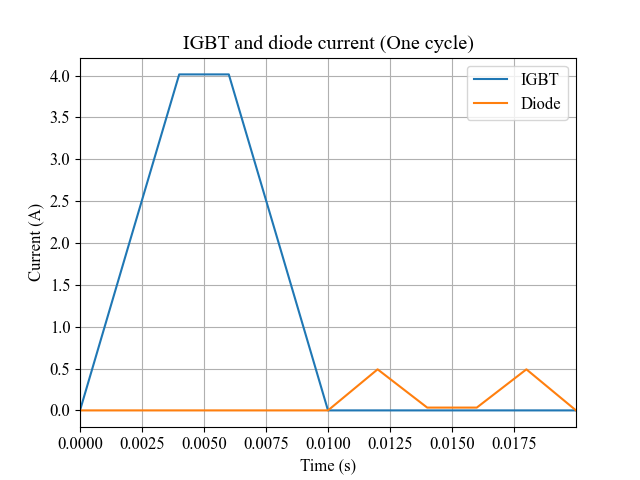 IGBT and diode current (One cycle)
IGBT
Diode
4.0
3.5
3.0
2.5
2.0
1.5
1.0
0.5
0.0
Current (A)
0.0000 0.0025 0.0050 0.0075 0.0100 0.0125 0.0150 0.0175
Time (s)